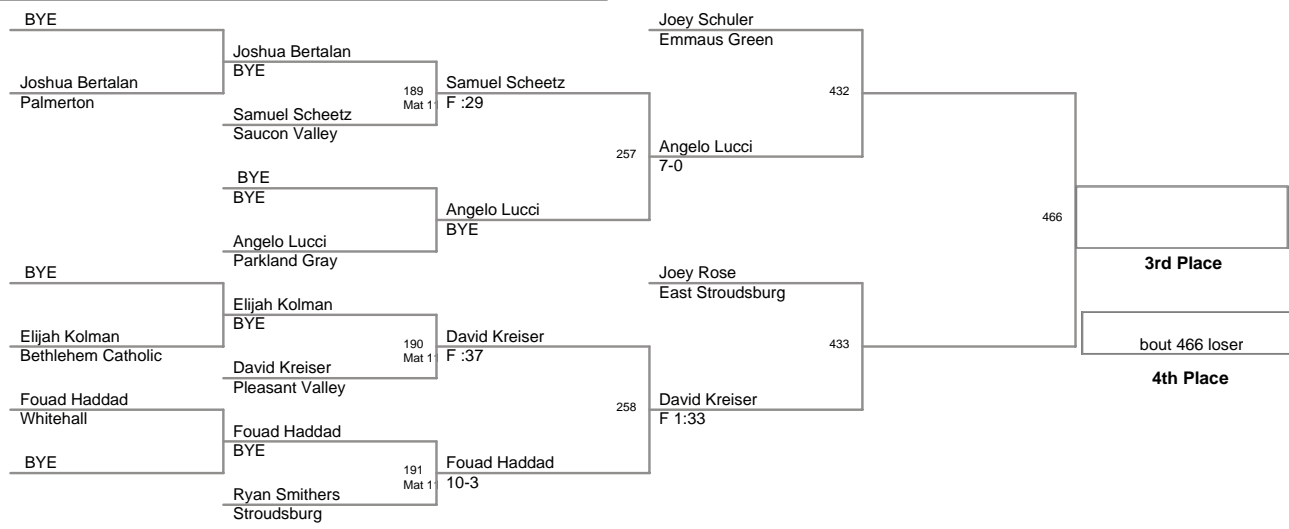 BYE
Joshua Bertalan
Palmerton
Joshua Bertalan
BYE
Samuel Scheetz
Saucon Valley
189
Mat 1
Samuel Scheetz
F :29
BYE
BYE
Angelo Lucci
Parkland Gray
Angelo Lucci
BYE
257
Joey Schuler
Emmaus Green
Angelo Lucci
7-0
432
BYE
Elijah Kolman
Bethlehem Catholic
Elijah Kolman
BYE
David Kreiser
Pleasant Valley
190
Mat 1
David Kreiser
F :37
Fouad Haddad
Whitehall
BYE
Fouad Haddad
BYE
Ryan Smithers
Stroudsburg
191
Mat 1
Fouad Haddad
10-3
258
Joey Rose
East Stroudsburg
David Kreiser
F 1:33
433
466
3rd Place
bout 466 loser
4th Place